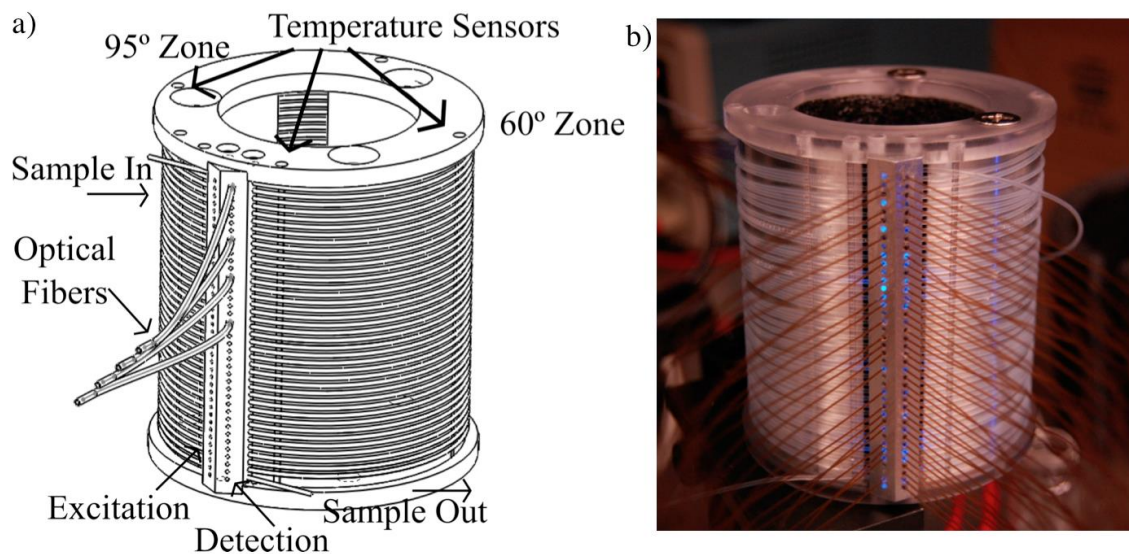 a)
Temperature Sensors
95º Zone
60º Zone
Sample In
Optical
Fibers
Excitation
Detection
Sample Out
b)